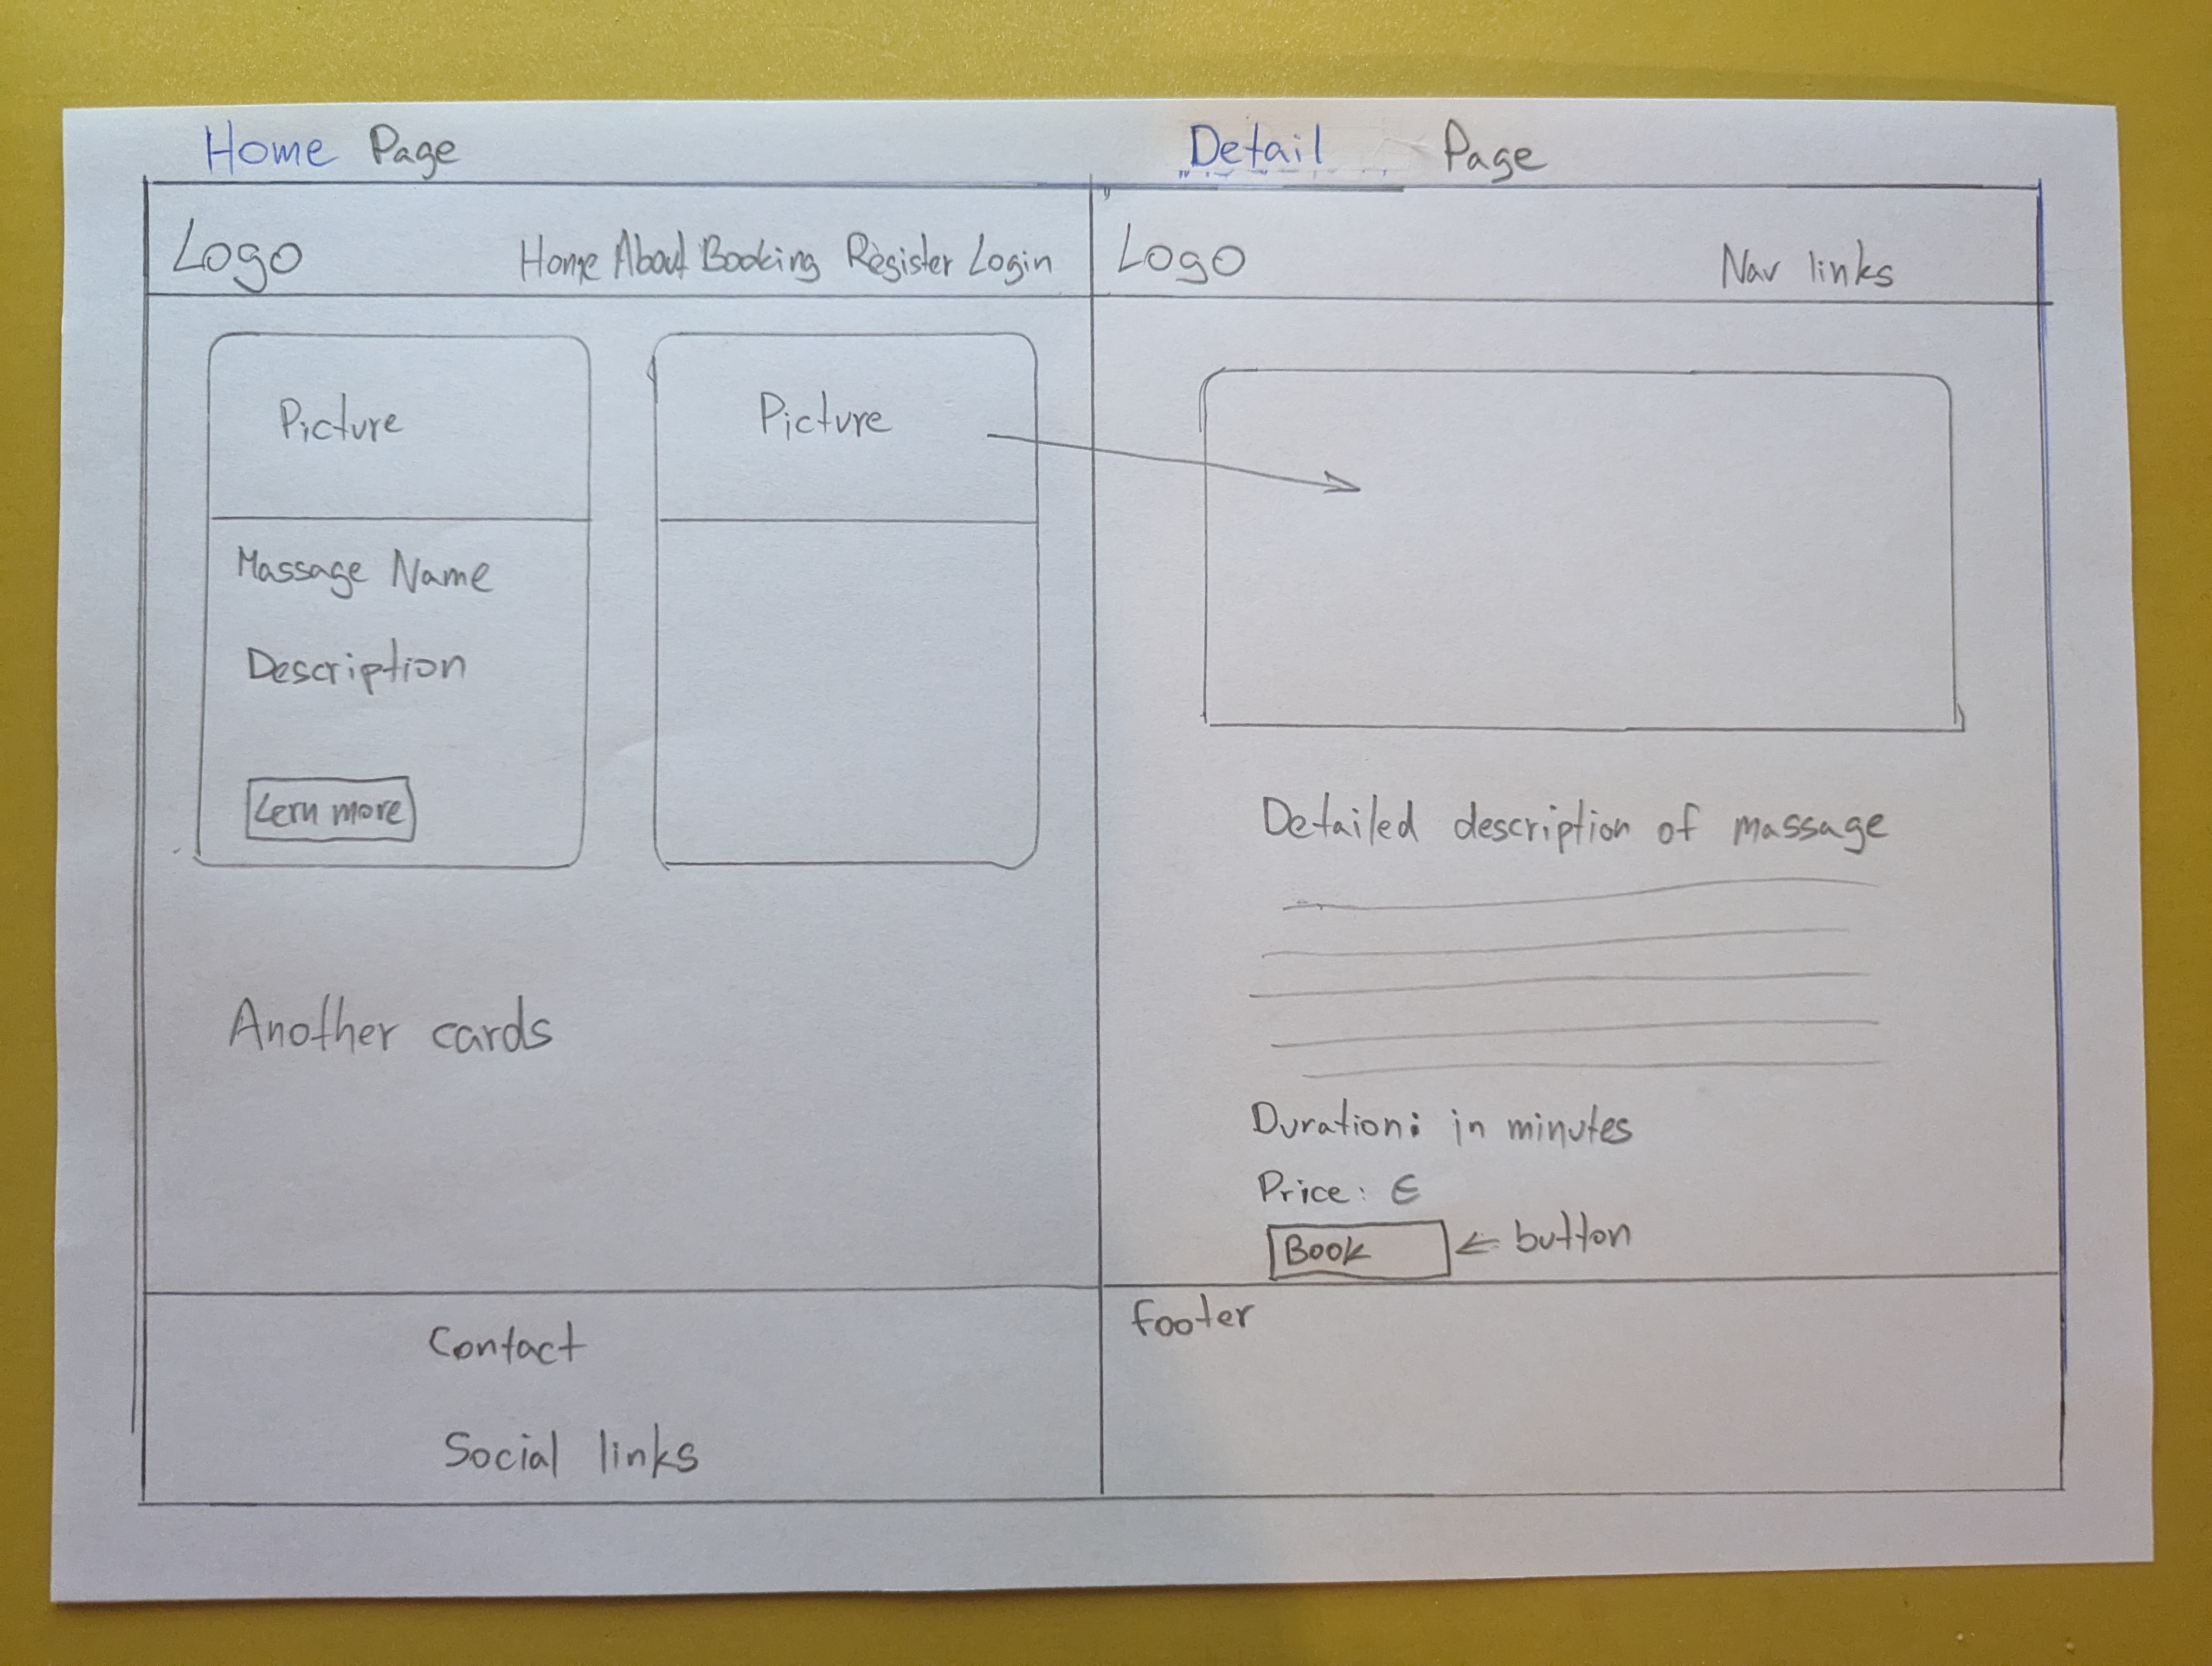 Home Page
Logo
Home About Booking Register Login
Picture
Picture
Massage Name
Description
Lern more
Another cards
Contact
Social links
Detail Page
Logo
Nav links
Detailed description of massage
Duration: in minutes
Price: €
Book
button
footer